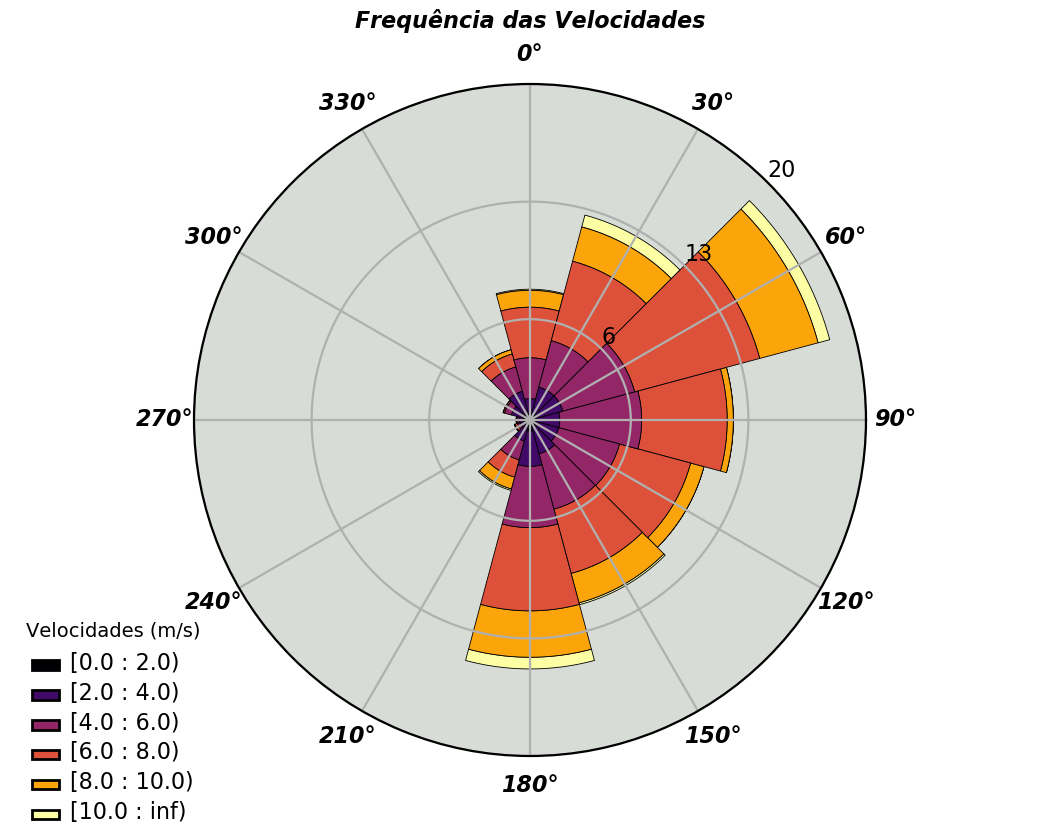 Frequência das Velocidades
0°
330°
30°
20
300°
60°
13
6
270°
90°
240°
120°
210°
150°
180°
Velocidades (m/s)
[0.0 : 2.0)
[2.0 : 4.0)
[4.0 : 6.0)
[6.0 : 8.0)
[8.0 : 10.0)
[10.0 : inf)